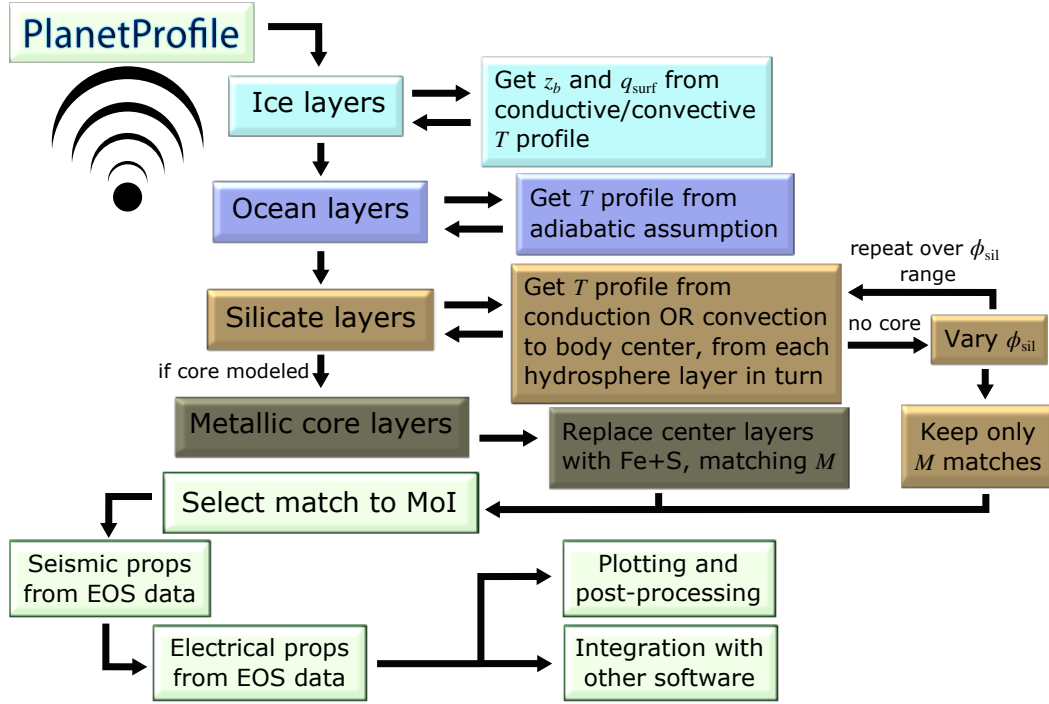 PlanetProfile
Ice layers
Get z_b and q_surf from
conductive/convective
T profile
Ocean layers
Get T profile from
adiabatic assumption
Silicate layers
Get T profile from
conduction OR convection
to body center, from each
hydrosphere layer in turn
repeat over ϕ_sil
range
no core
Vary ϕ_sil
if core modeled
Metallic core layers
Replace center layers
with Fe+S, matching M
Keep only
M matches
Select match to MoI
Seismic props
from EOS data
Electrical props
from EOS data
Plotting and
post-processing
Integration with
other software